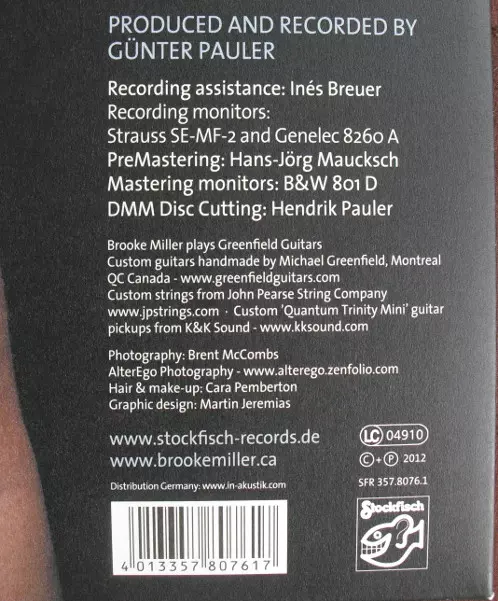 PRODUCED AND RECORDED BY
GÜNTER PAULER
Recording assistance: Inés Breuer
Recording monitors:
Strauss SE-MF-2 and Genelec 8260 A
PreMastering: Hans-Jörg Maucksch
Mastering monitors: B&W 801 D
DMM Disc Cutting: Hendrik Pauler
Brooke Miller plays Greenfield Guitars
Custom guitars handmade by Michael Greenfield, Montreal
QC Canada - www.greenfieldguitars.com
Custom strings from John Pearse String Company
www.jpstrings.com · Custom 'Quantum Trinity Mini' guitar
pickups from K&K Sound - www.kksound.com
Photography: Brent McCombs
AlterEgo Photography - www.alterego.zenfolio.com
Hair & make-up: Cara Pemberton
Graphic design: Martin Jeremias
www.stockfisch-records.de
www.brookemiller.ca
Distribution Germany: www.in-akustik.com
LC 04910
©+℗ 2012
SFR 357.8076.1
Stockfisch
4 013357 807617